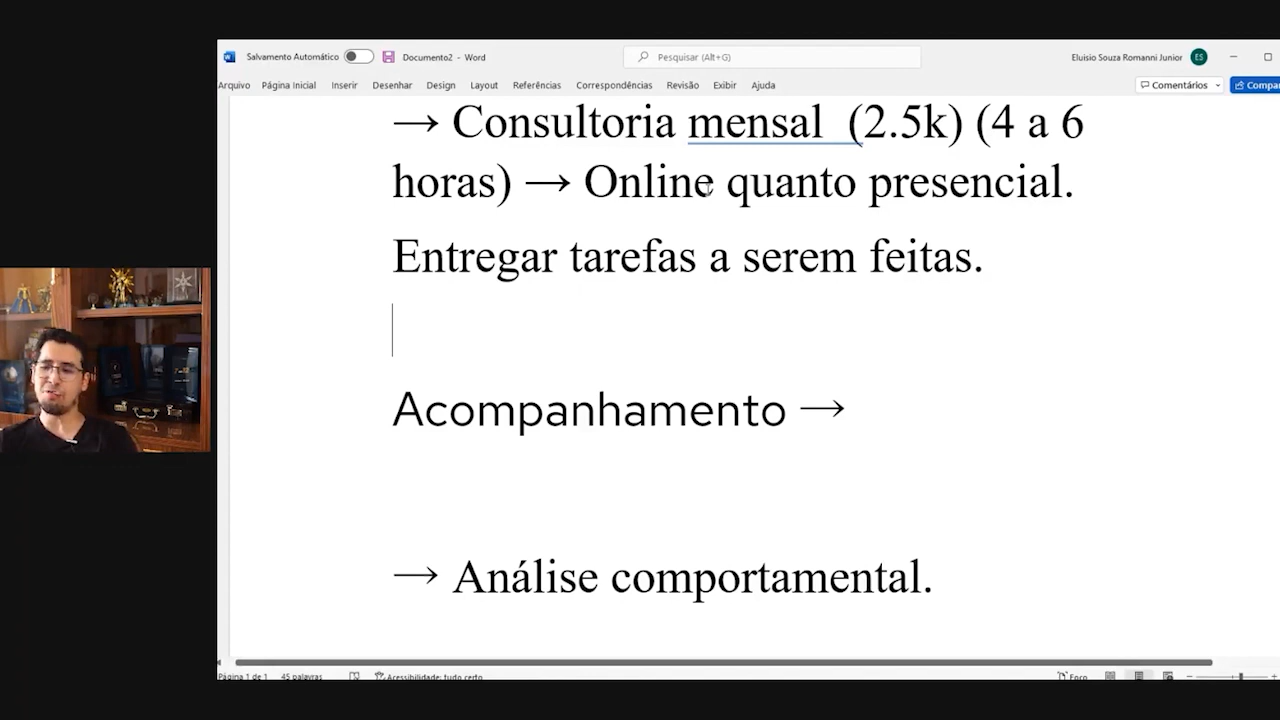 Salvamento Automático
Documento2 - Word
Pesquisar (Alt+G)
Eluisio Souza Romanni Junior
ES
Arquivo Página Inicial Inserir Desenhar Design Layout Referências Correspondências Revisão Exibir Ajuda
Comentários
Compar
→ Consultoria mensal (2.5k) (4 a 6
horas) → Online quanto presencial.
Entregar tarefas a serem feitas.
Acompanhamento →
→ Análise comportamental.
Página 1 de 1 45 palavras Acessibilidade: tudo certo
Foco